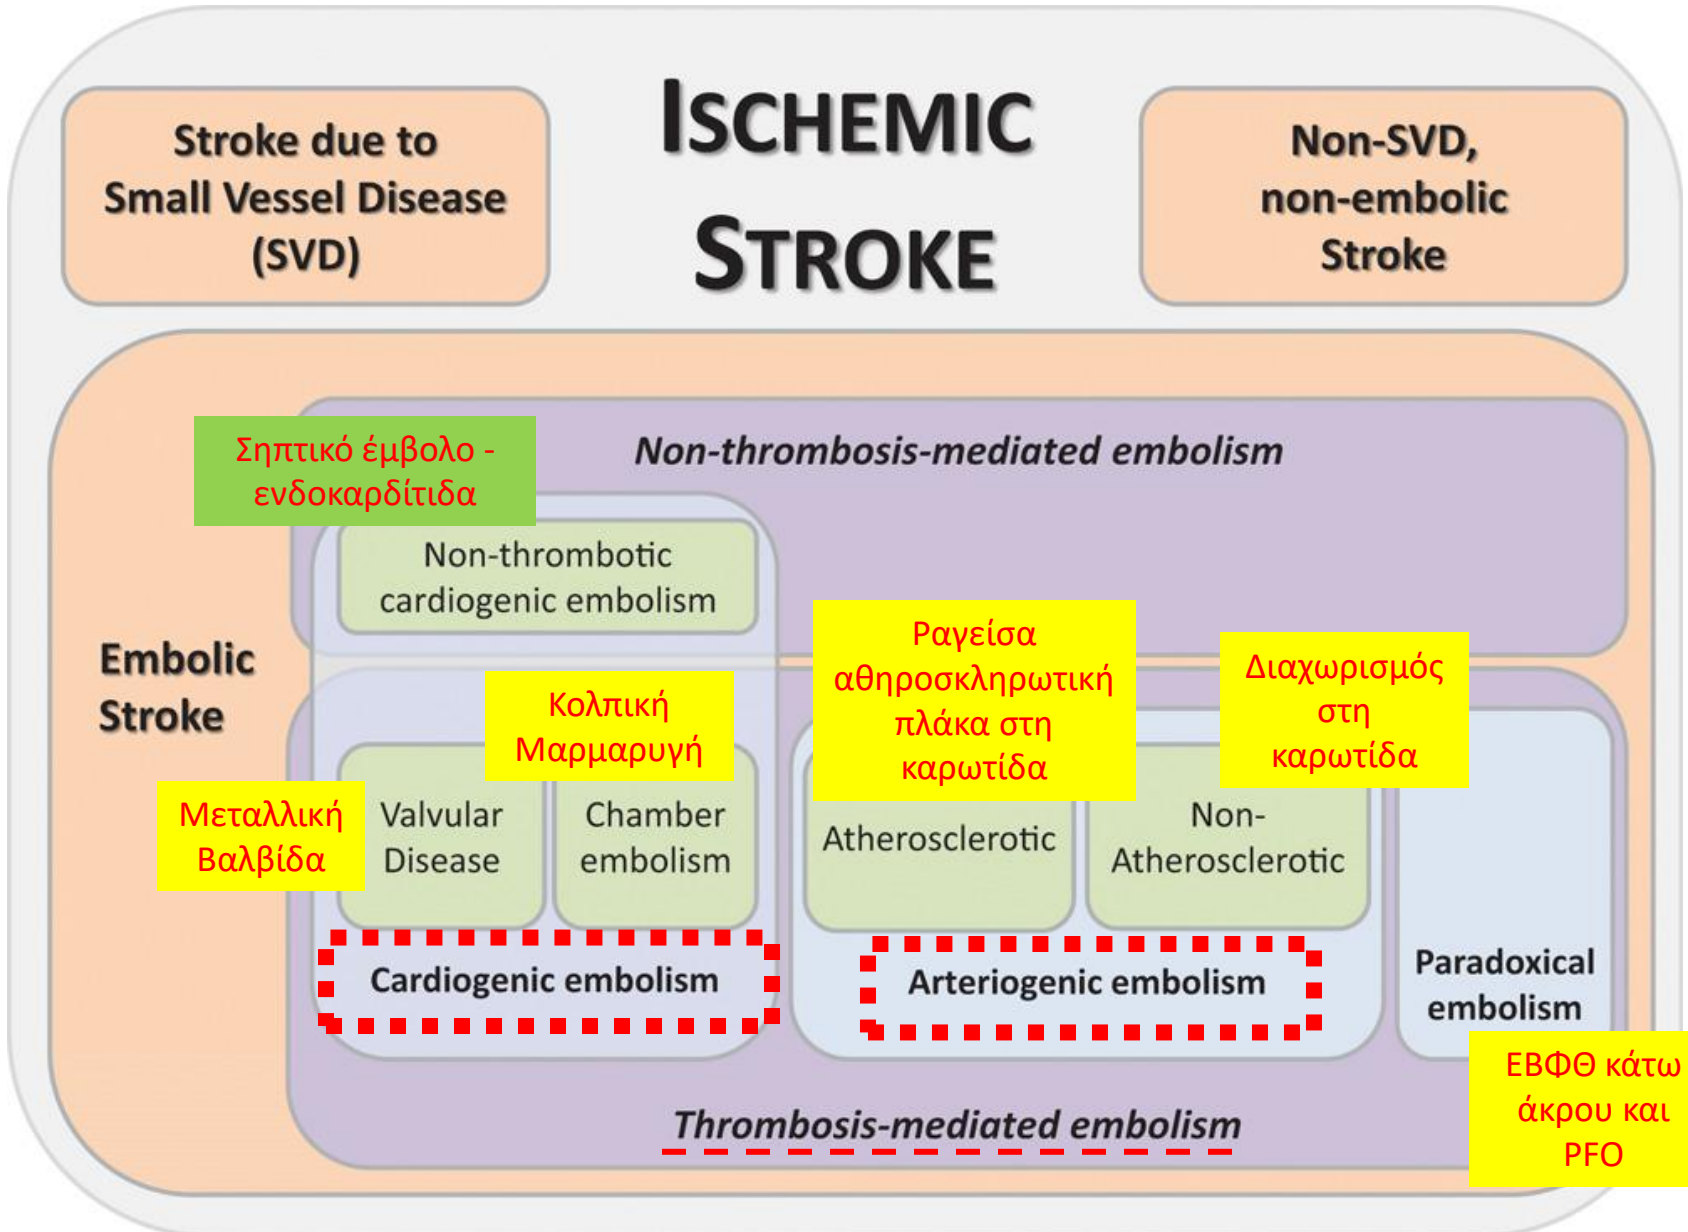 Stroke due to
Small Vessel Disease
(SVD)
ISCHEMIC
STROKE
Non-SVD,
non-embolic
Stroke
Σηπτικό έμβολο -
ενδοκαρδίτιδα
Non-thrombosis-mediated embolism
Non-thrombotic
cardiogenic embolism
Embolic
Stroke
Κολπική
Μαρμαρυγή
Ραγείσα
αθηροσκληρωτική
πλάκα στη
καρωτίδα
Διαχωρισμός
στη
καρωτίδα
Μεταλλική
Βαλβίδα
Valvular
Disease
Chamber
embolism
Atherosclerotic
Non-
Atherosclerotic
Cardiogenic embolism
Arteriogenic embolism
Paradoxical
embolism
ΕΒΦΘ κάτω
άκρου και
PFO
Thrombosis-mediated embolism